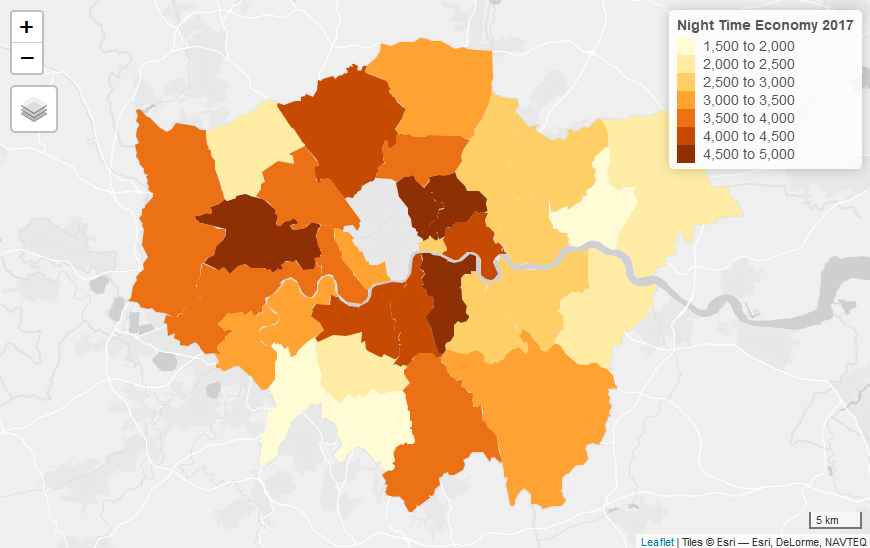 +
−
Night Time Economy 2017
1,500 to 2,000
2,000 to 2,500
2,500 to 3,000
3,000 to 3,500
3,500 to 4,000
4,000 to 4,500
4,500 to 5,000
5 km
Leaflet | Tiles © Esri — Esri, DeLorme, NAVTEQ